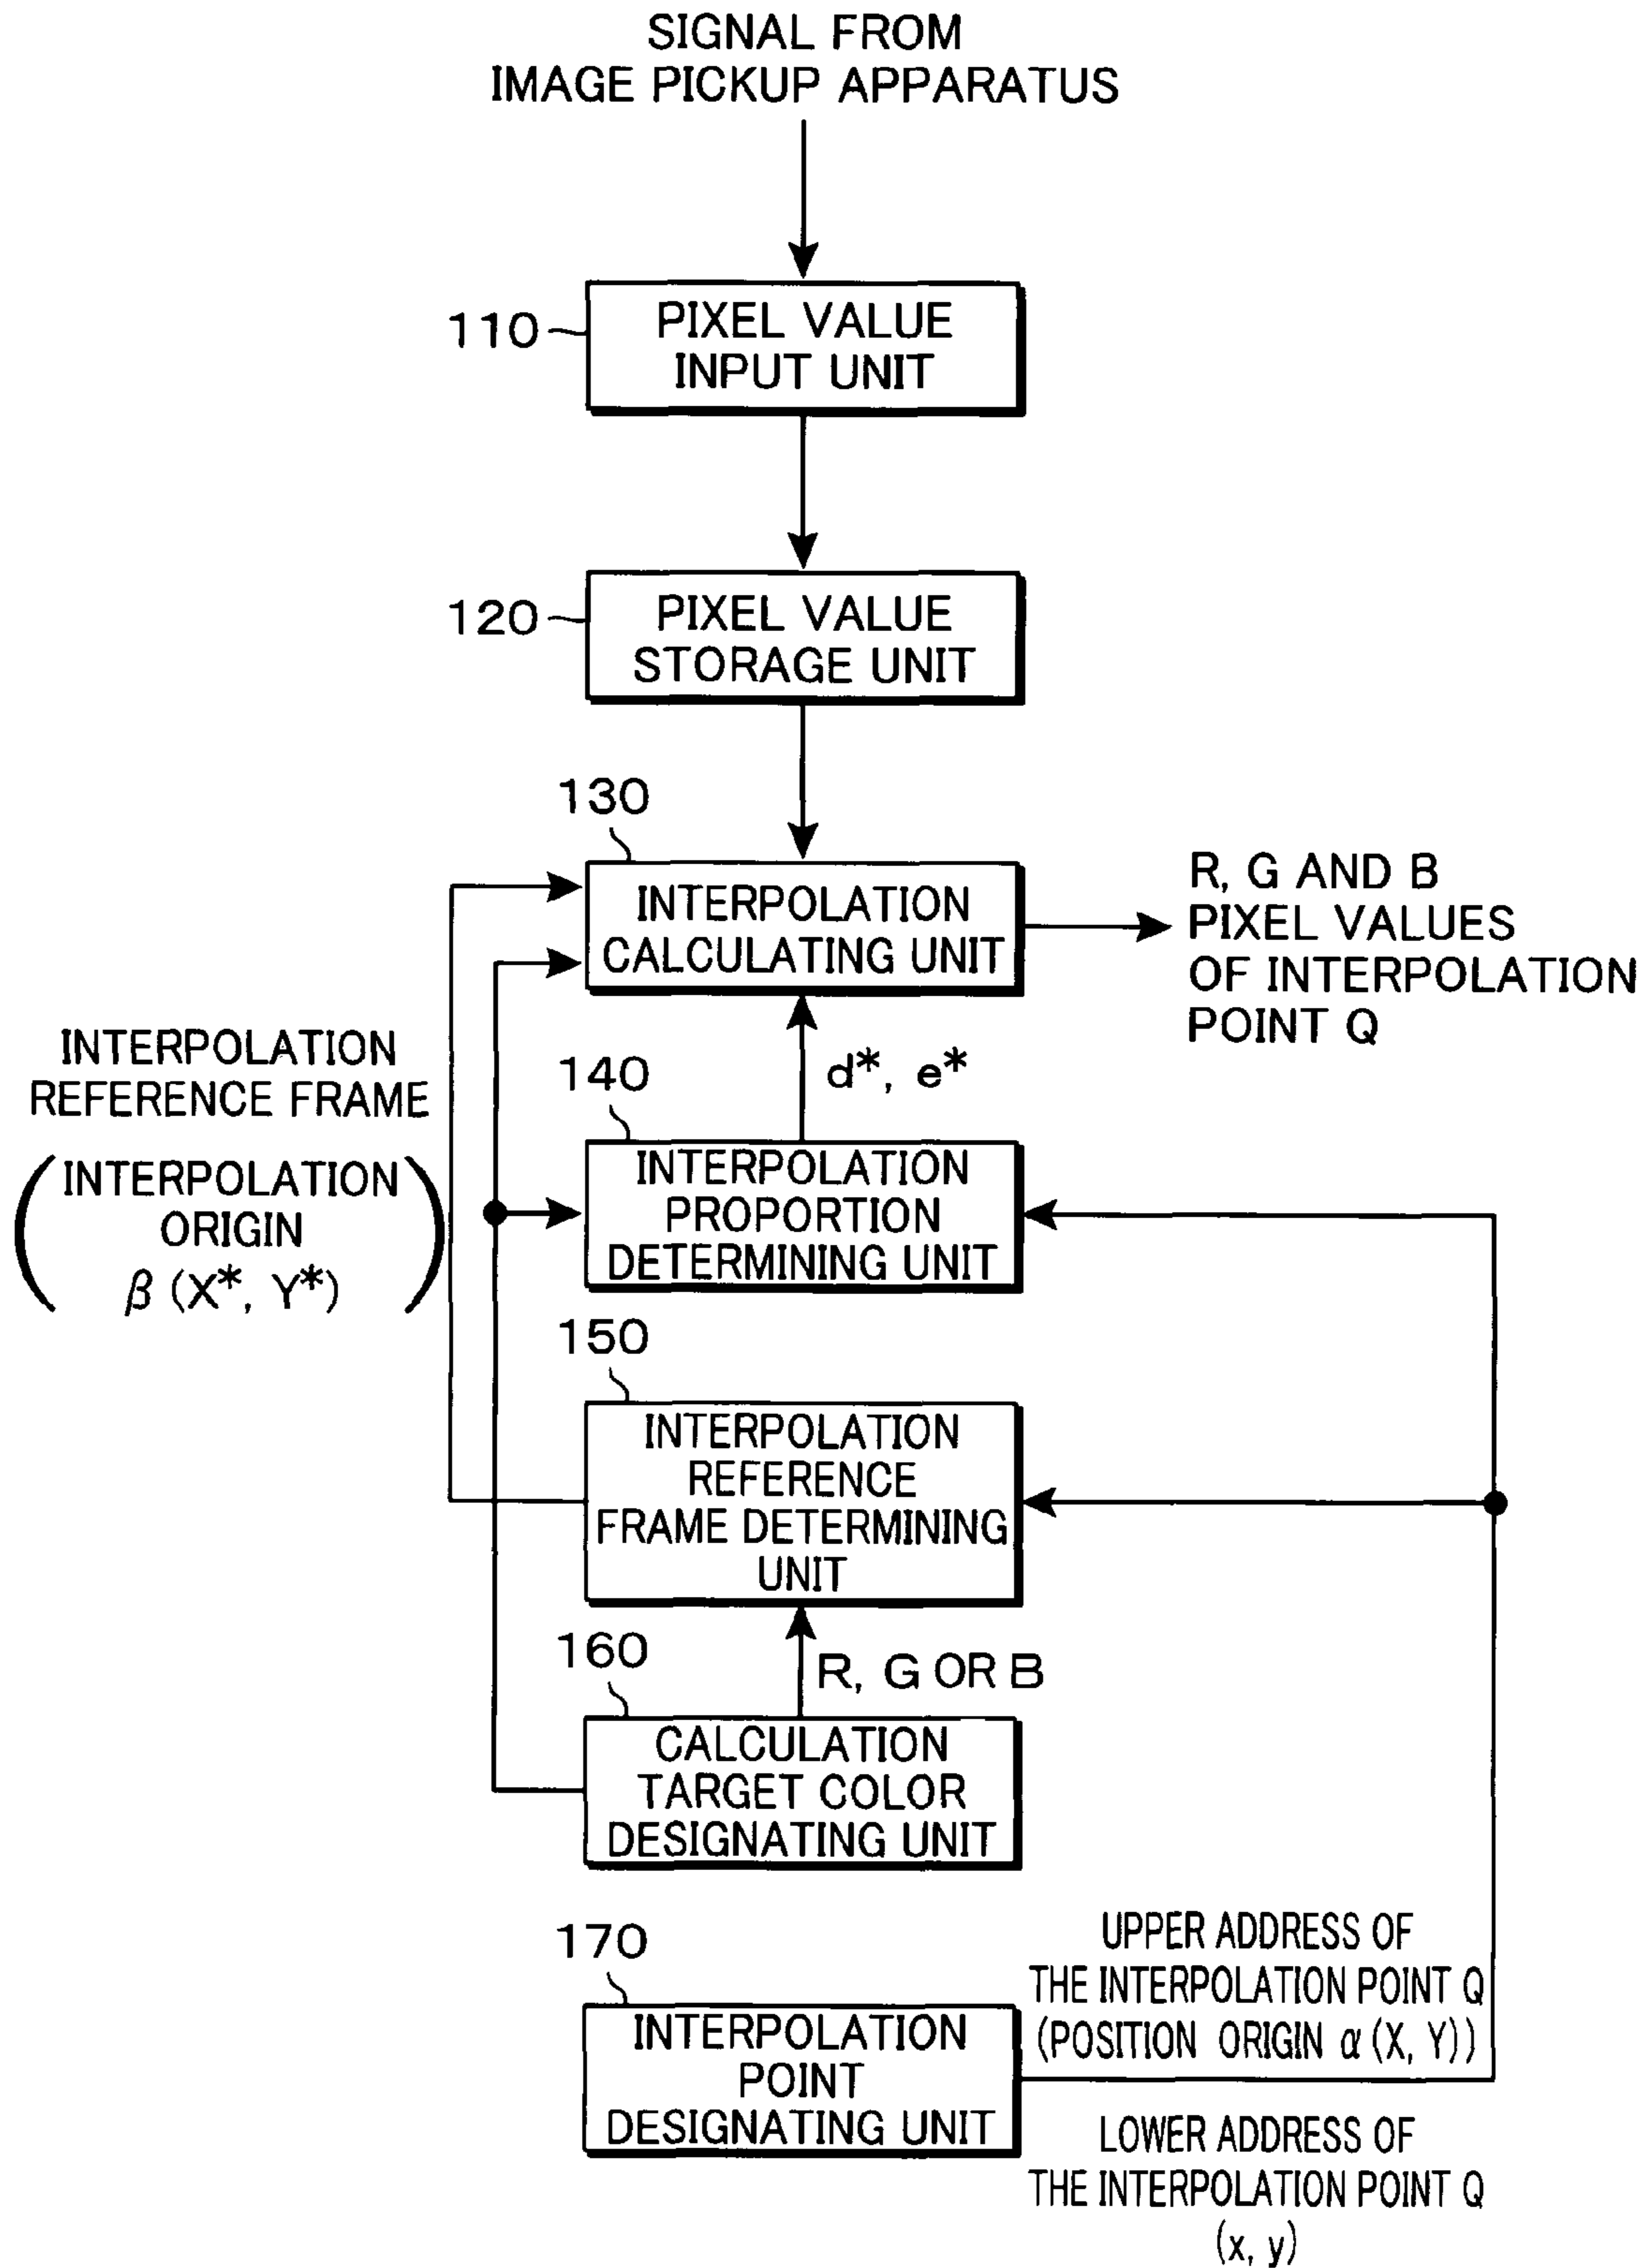 SIGNAL FROM
IMAGE PICKUP APPARATUS
110
PIXEL VALUE
INPUT UNIT
120
PIXEL VALUE
STORAGE UNIT
130
INTERPOLATION
CALCULATING UNIT
R, G AND B
PIXEL VALUES
OF INTERPOLATION
POINT Q
INTERPOLATION
REFERENCE FRAME
(INTERPOLATION
ORIGIN
β (X*, Y*))
140
d*, e*
INTERPOLATION
PROPORTION
DETERMINING UNIT
150
INTERPOLATION
REFERENCE
FRAME DETERMINING
UNIT
160
R, G OR B
CALCULATION
TARGET COLOR
DESIGNATING UNIT
170
INTERPOLATION
POINT
DESIGNATING UNIT
UPPER ADDRESS OF
THE INTERPOLATION POINT Q
(POSITION ORIGIN α (X, Y))
LOWER ADDRESS OF
THE INTERPOLATION POINT Q
(x, y)